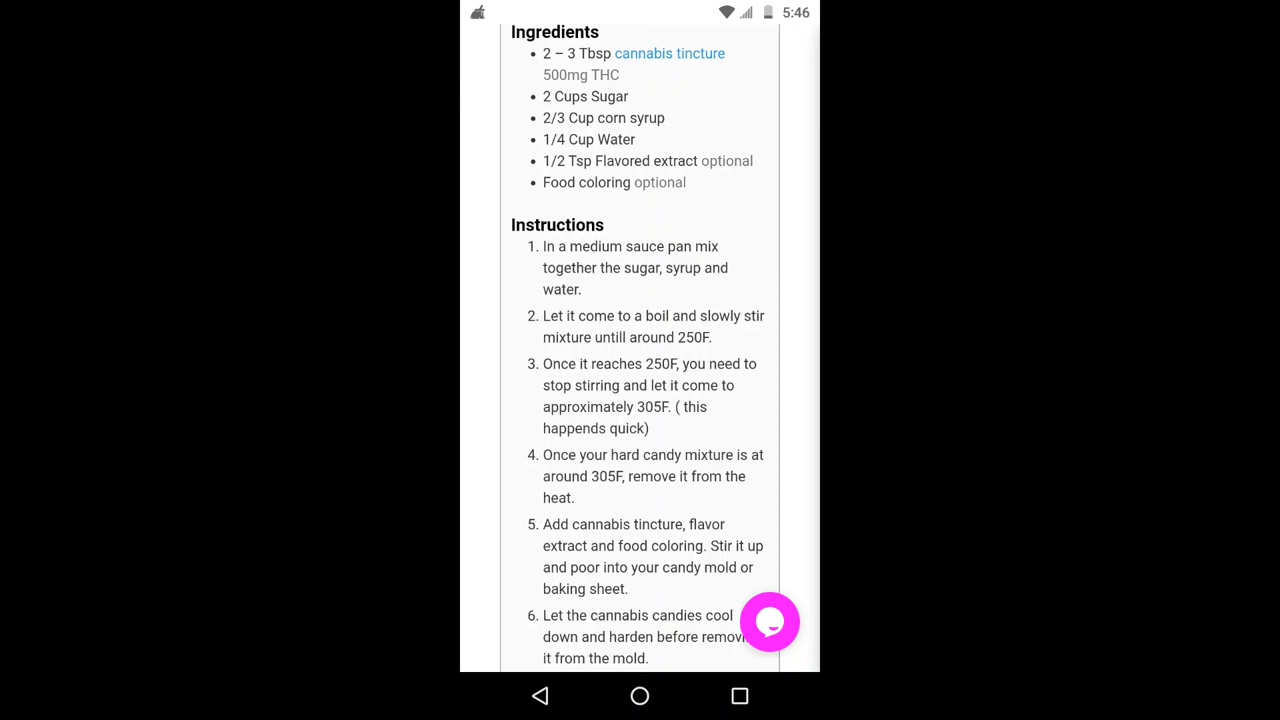 5:46
Ingredients
• 2 – 3 Tbsp cannabis tincture
500mg THC
• 2 Cups Sugar
• 2/3 Cup corn syrup
• 1/4 Cup Water
• 1/2 Tsp Flavored extract optional
• Food coloring optional
Instructions
1. In a medium sauce pan mix
together the sugar, syrup and
water.
2. Let it come to a boil and slowly stir
mixture untill around 250F.
3. Once it reaches 250F, you need to
stop stirring and let it come to
approximately 305F. ( this
happends quick)
4. Once your hard candy mixture is at
around 305F, remove it from the
heat.
5. Add cannabis tincture, flavor
extract and food coloring. Stir it up
and poor into your candy mold or
baking sheet.
6. Let the cannabis candies cool
down and harden before
it from the mold.